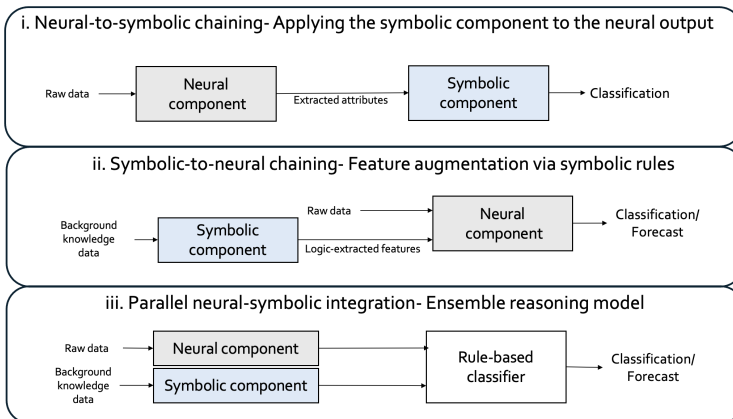 i. Neural-to-symbolic chaining- Applying the symbolic component to the neural output
Raw data
Neural
component
Extracted attributes
Symbolic
component
Classification
ii. Symbolic-to-neural chaining- Feature augmentation via symbolic rules
Background
knowledge
data
Symbolic
component
Raw data
Logic-extracted features
Neural
component
Classification/
Forecast
iii. Parallel neural-symbolic integration- Ensemble reasoning model
Raw data
Neural component
Background
knowledge
data
Symbolic component
Rule-based
classifier
Classification/
Forecast